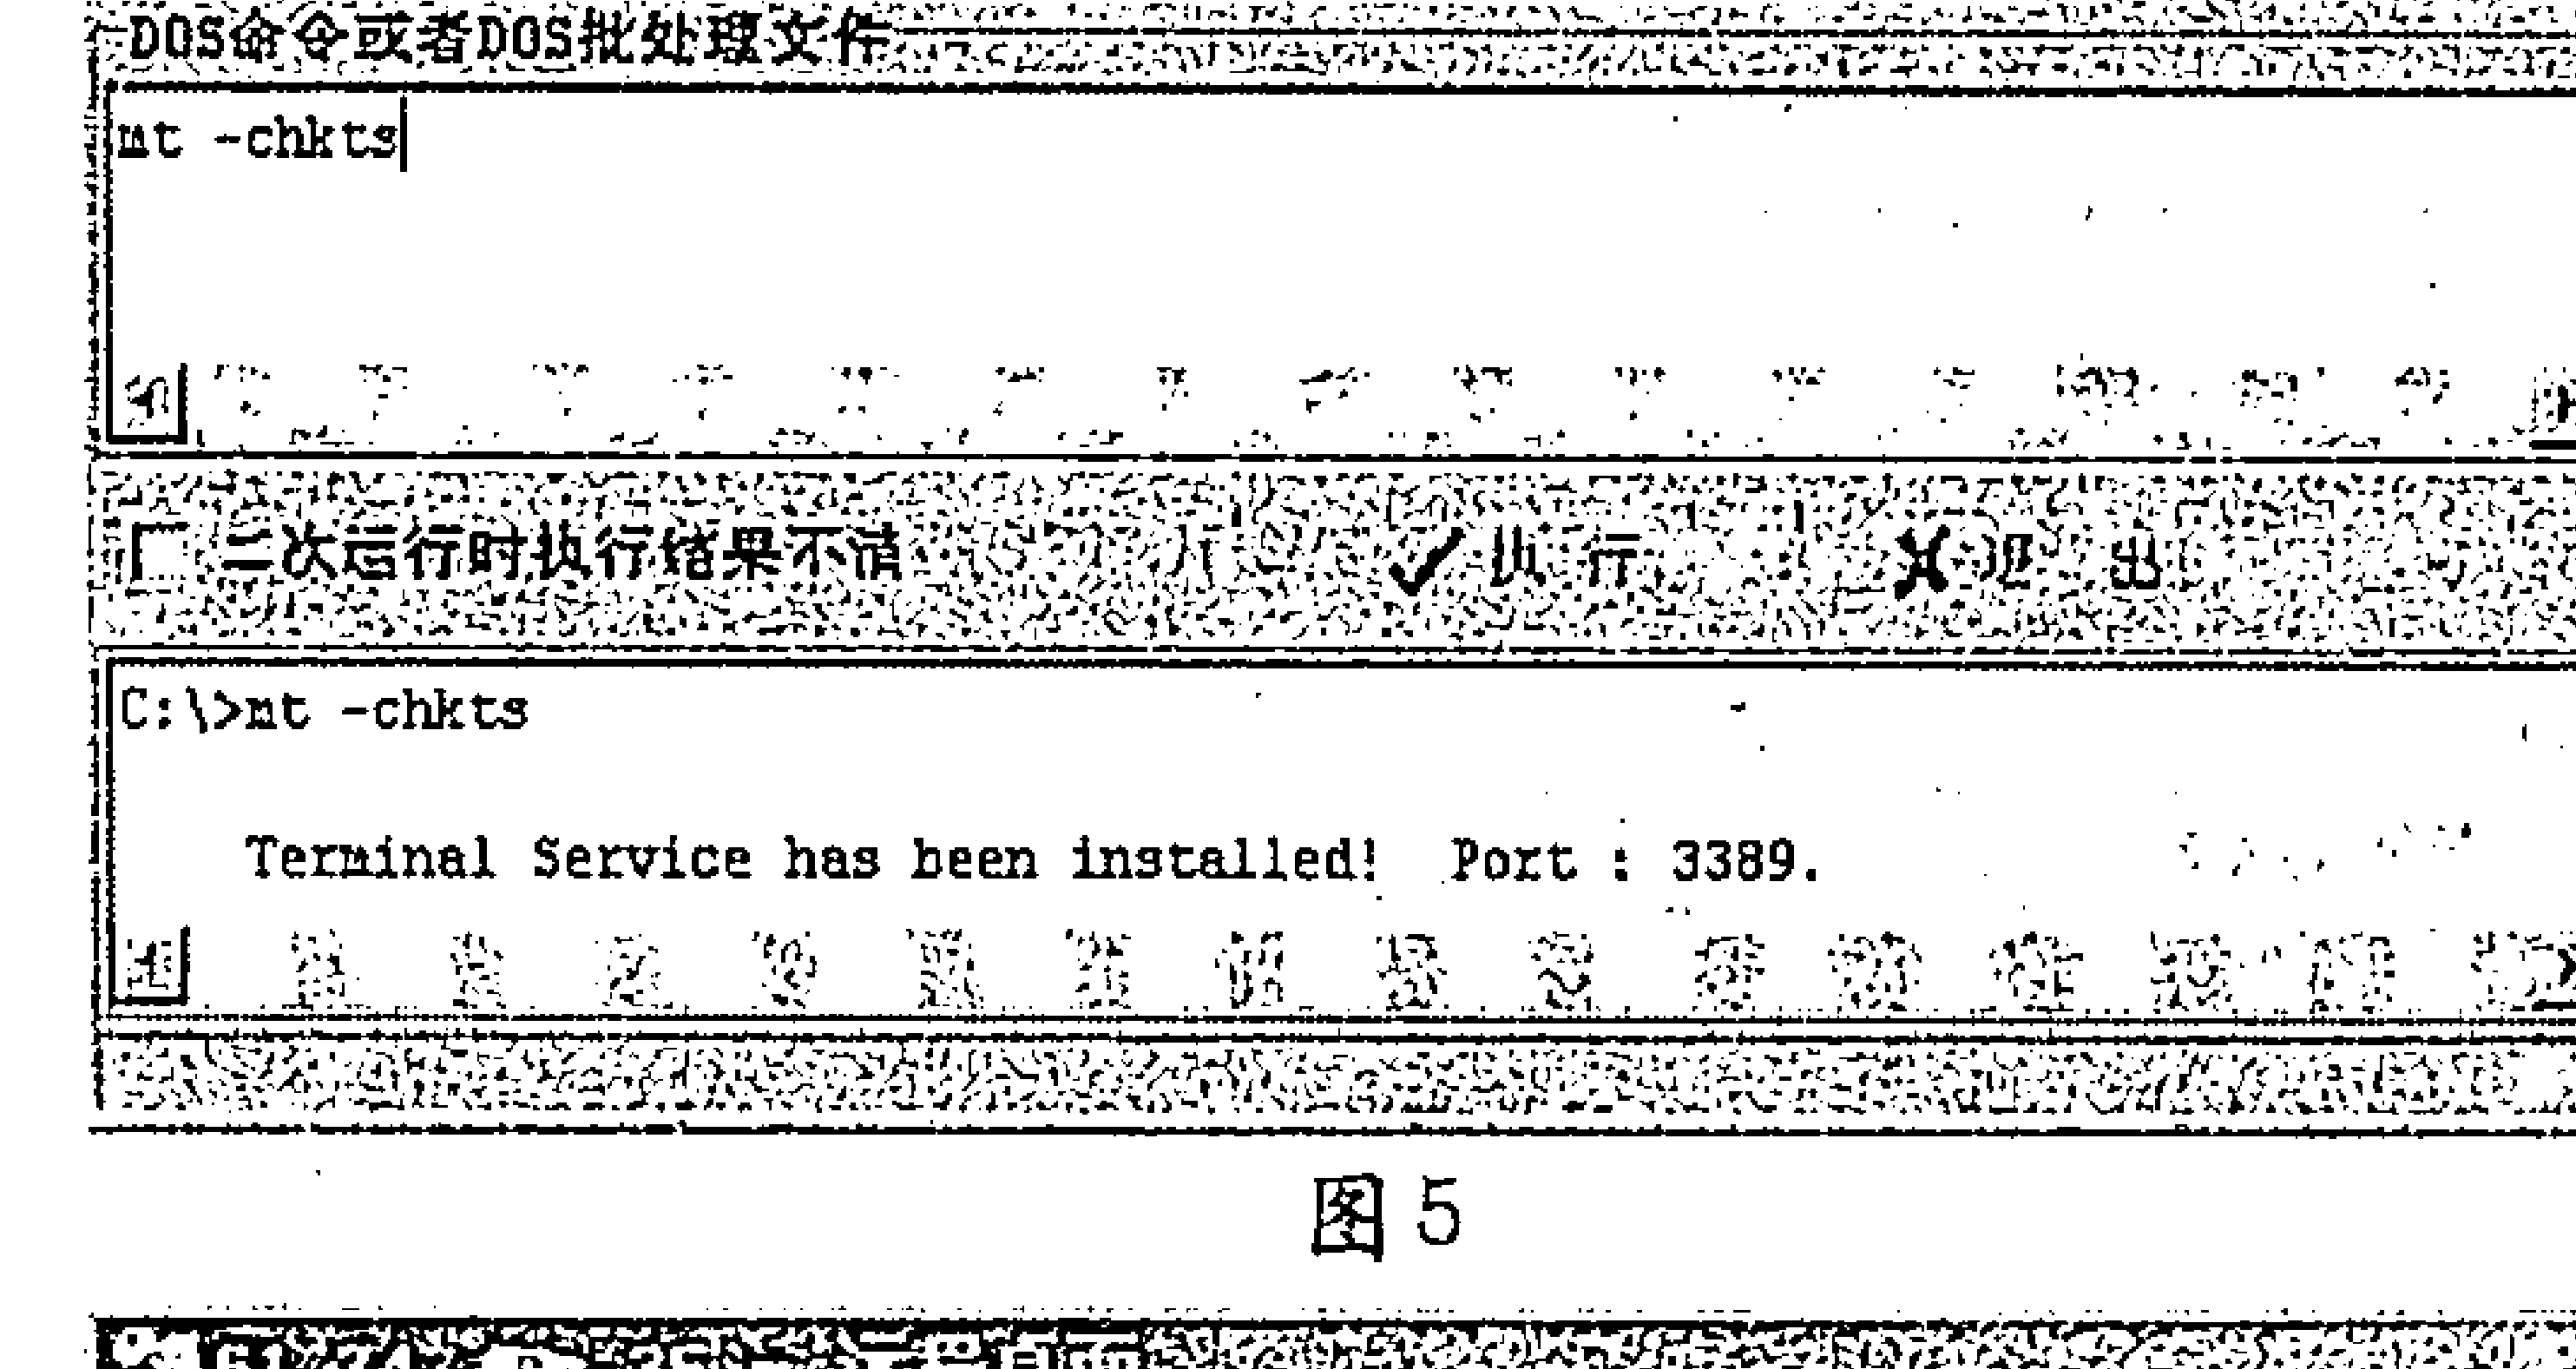 DOS命令或者DOS批处理文件
mt -chkts
二次运行时执行结果不清
执 行 退 出
C:\>mt -chkts
Terminal Service has been installed! Port : 3389.
图 5